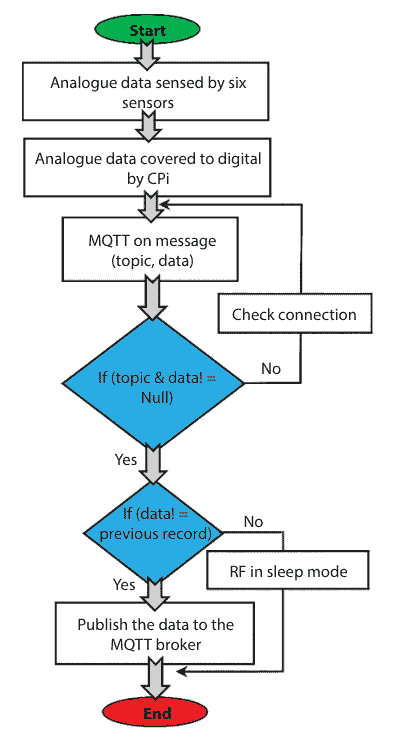 Start
Analogue data sensed by six
sensors
Analogue data covered to digital
by CPi
MQTT on message
(topic, data)
Check connection
If (topic & data! =
Null)
No
Yes
If (data! =
previous record)
No
RF in sleep mode
Yes
Publish the data to the
MQTT broker
End